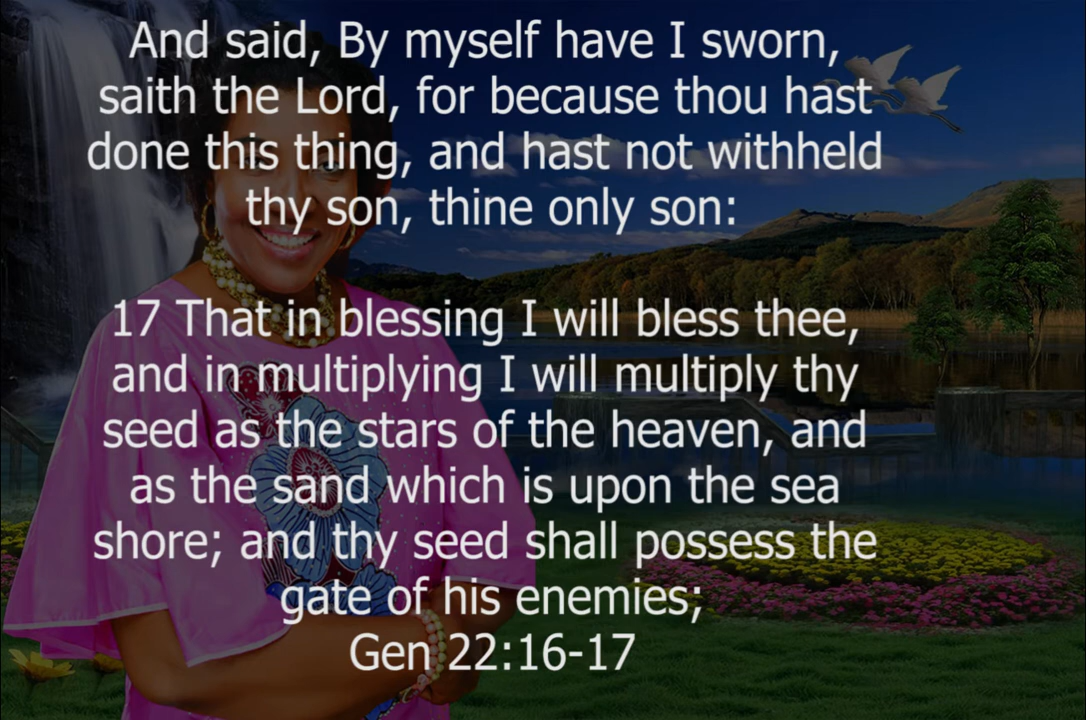 And said, By myself have I sworn,
saith the Lord, for because thou hast
done this thing, and hast not withheld
thy son, thine only son:
17 That in blessing I will bless thee,
and in multiplying I will multiply thy
seed as the stars of the heaven, and
as the sand which is upon the sea
shore; and thy seed shall possess the
gate of his enemies;
Gen 22:16-17